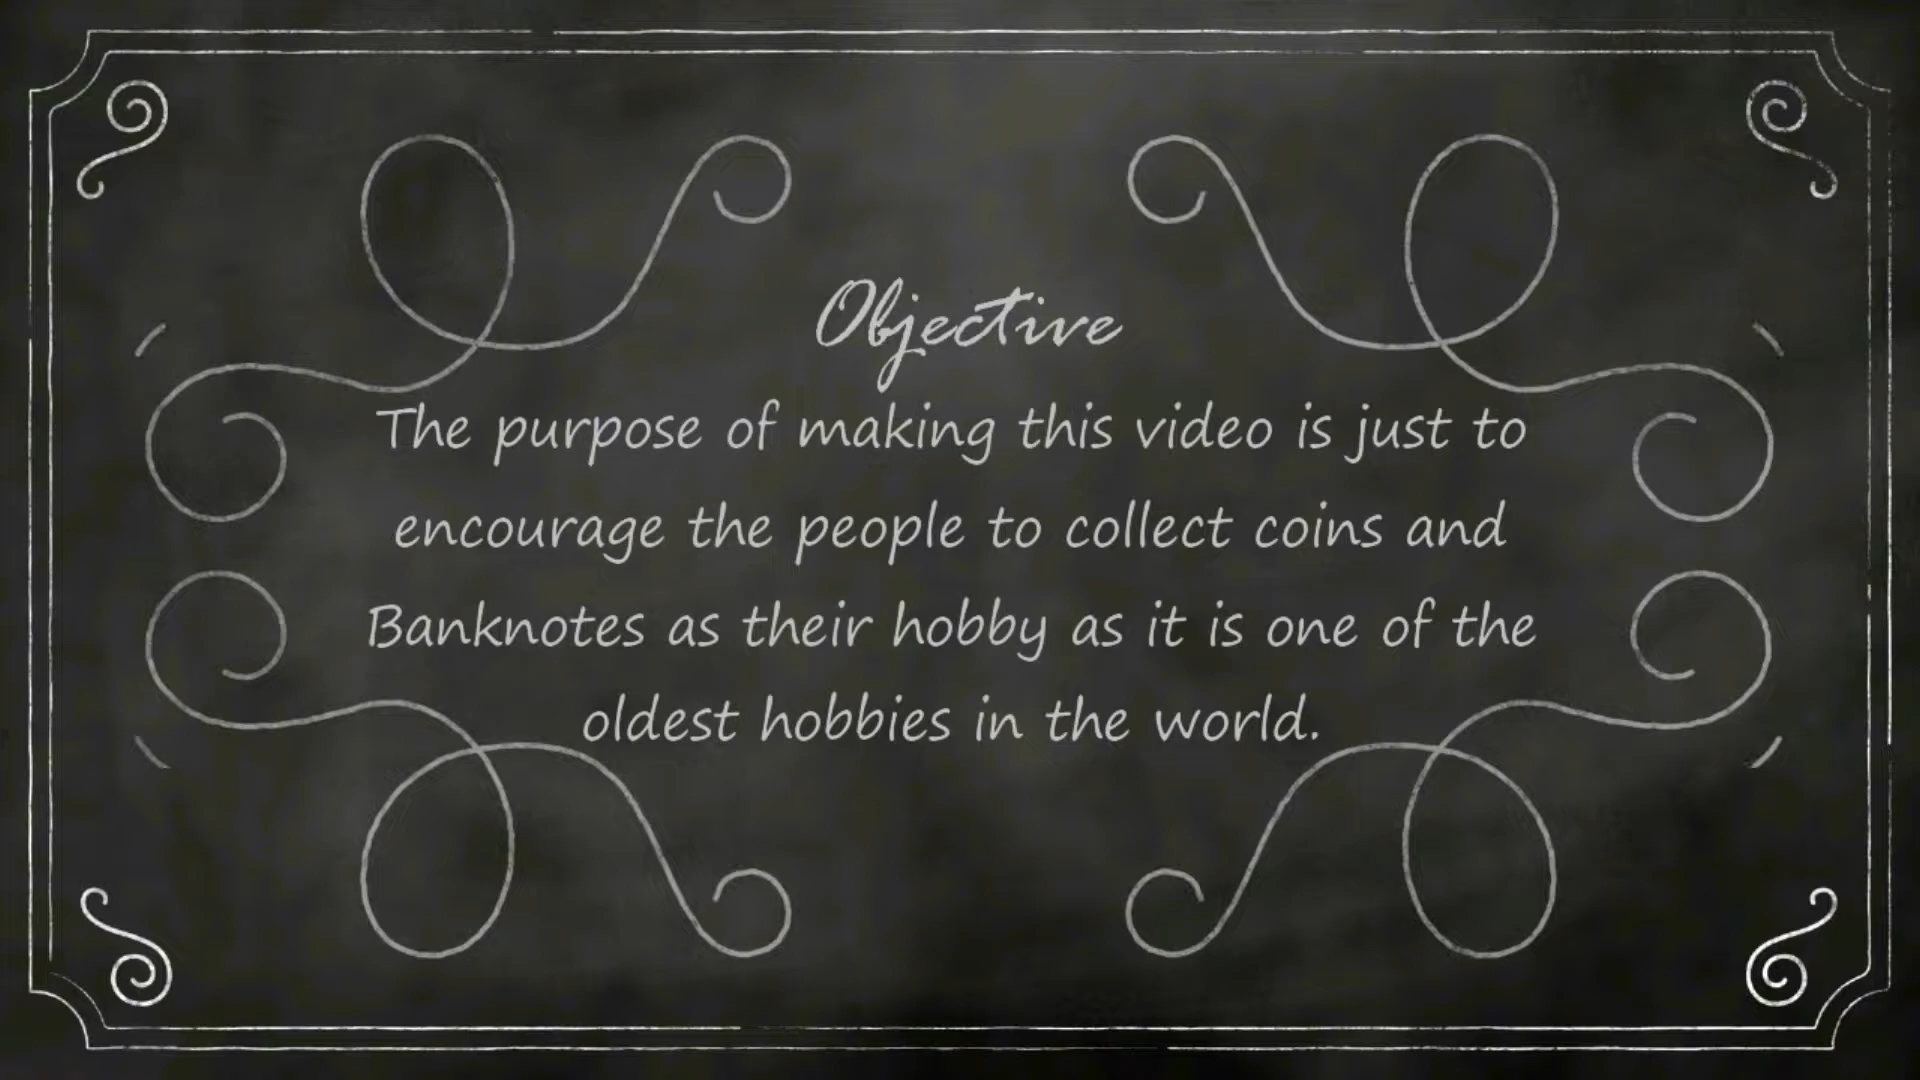 Objective
The purpose of making this video is just to
encourage the people to collect coins and
Banknotes as their hobby as it is one of the
oldest hobbies in the world.